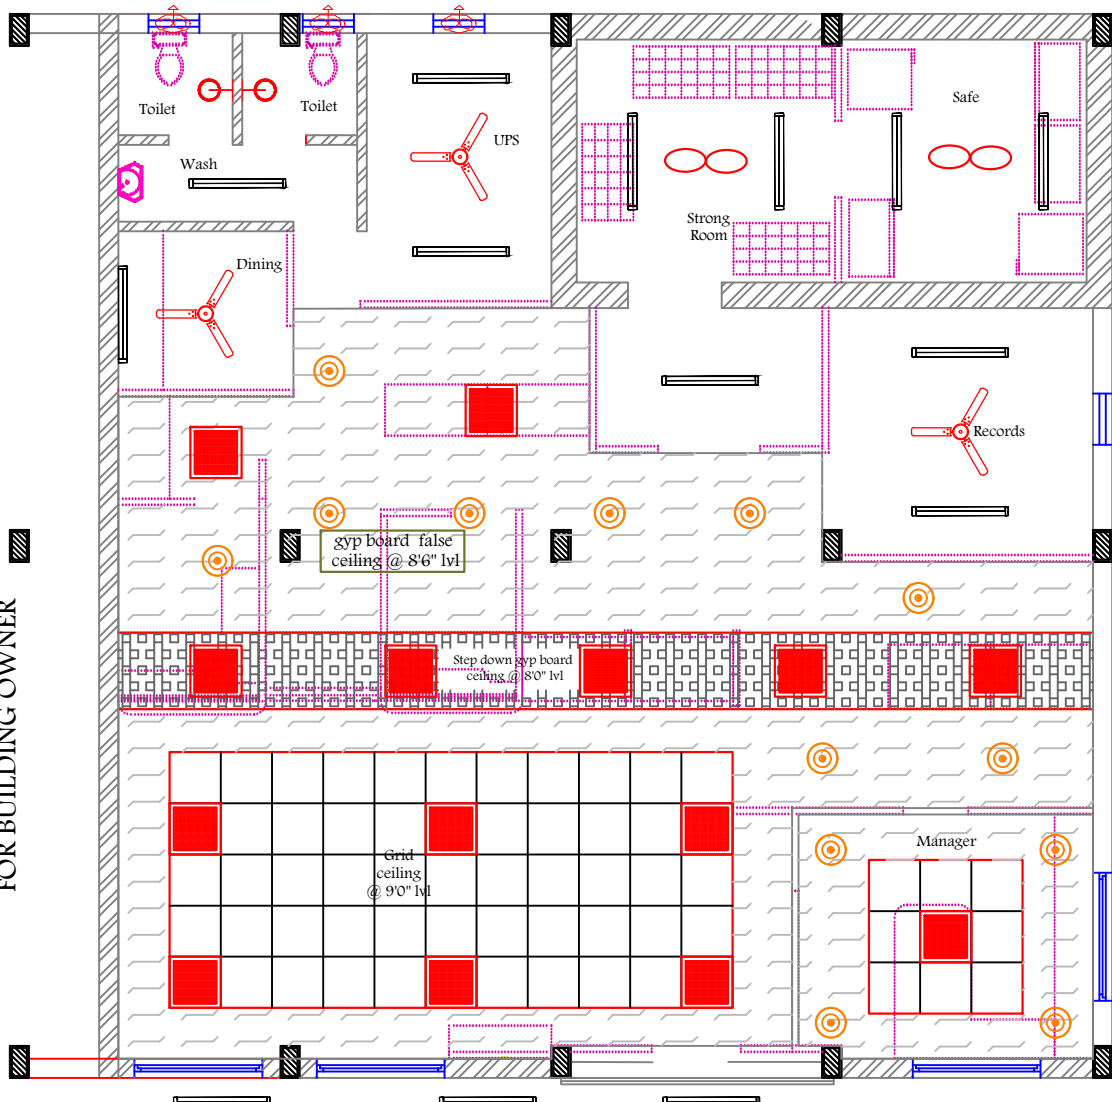 Toilet
Toilet
UPS
Safe
Wash
Strong
Room
Dining
Records
gyp board false
ceiling @ 8'6" lvl
Step down gyp board
ceiling @ 8'0" lvl
Grid
ceiling
@ 9'0" lvl
Manager
FOR BUILDING OWNER